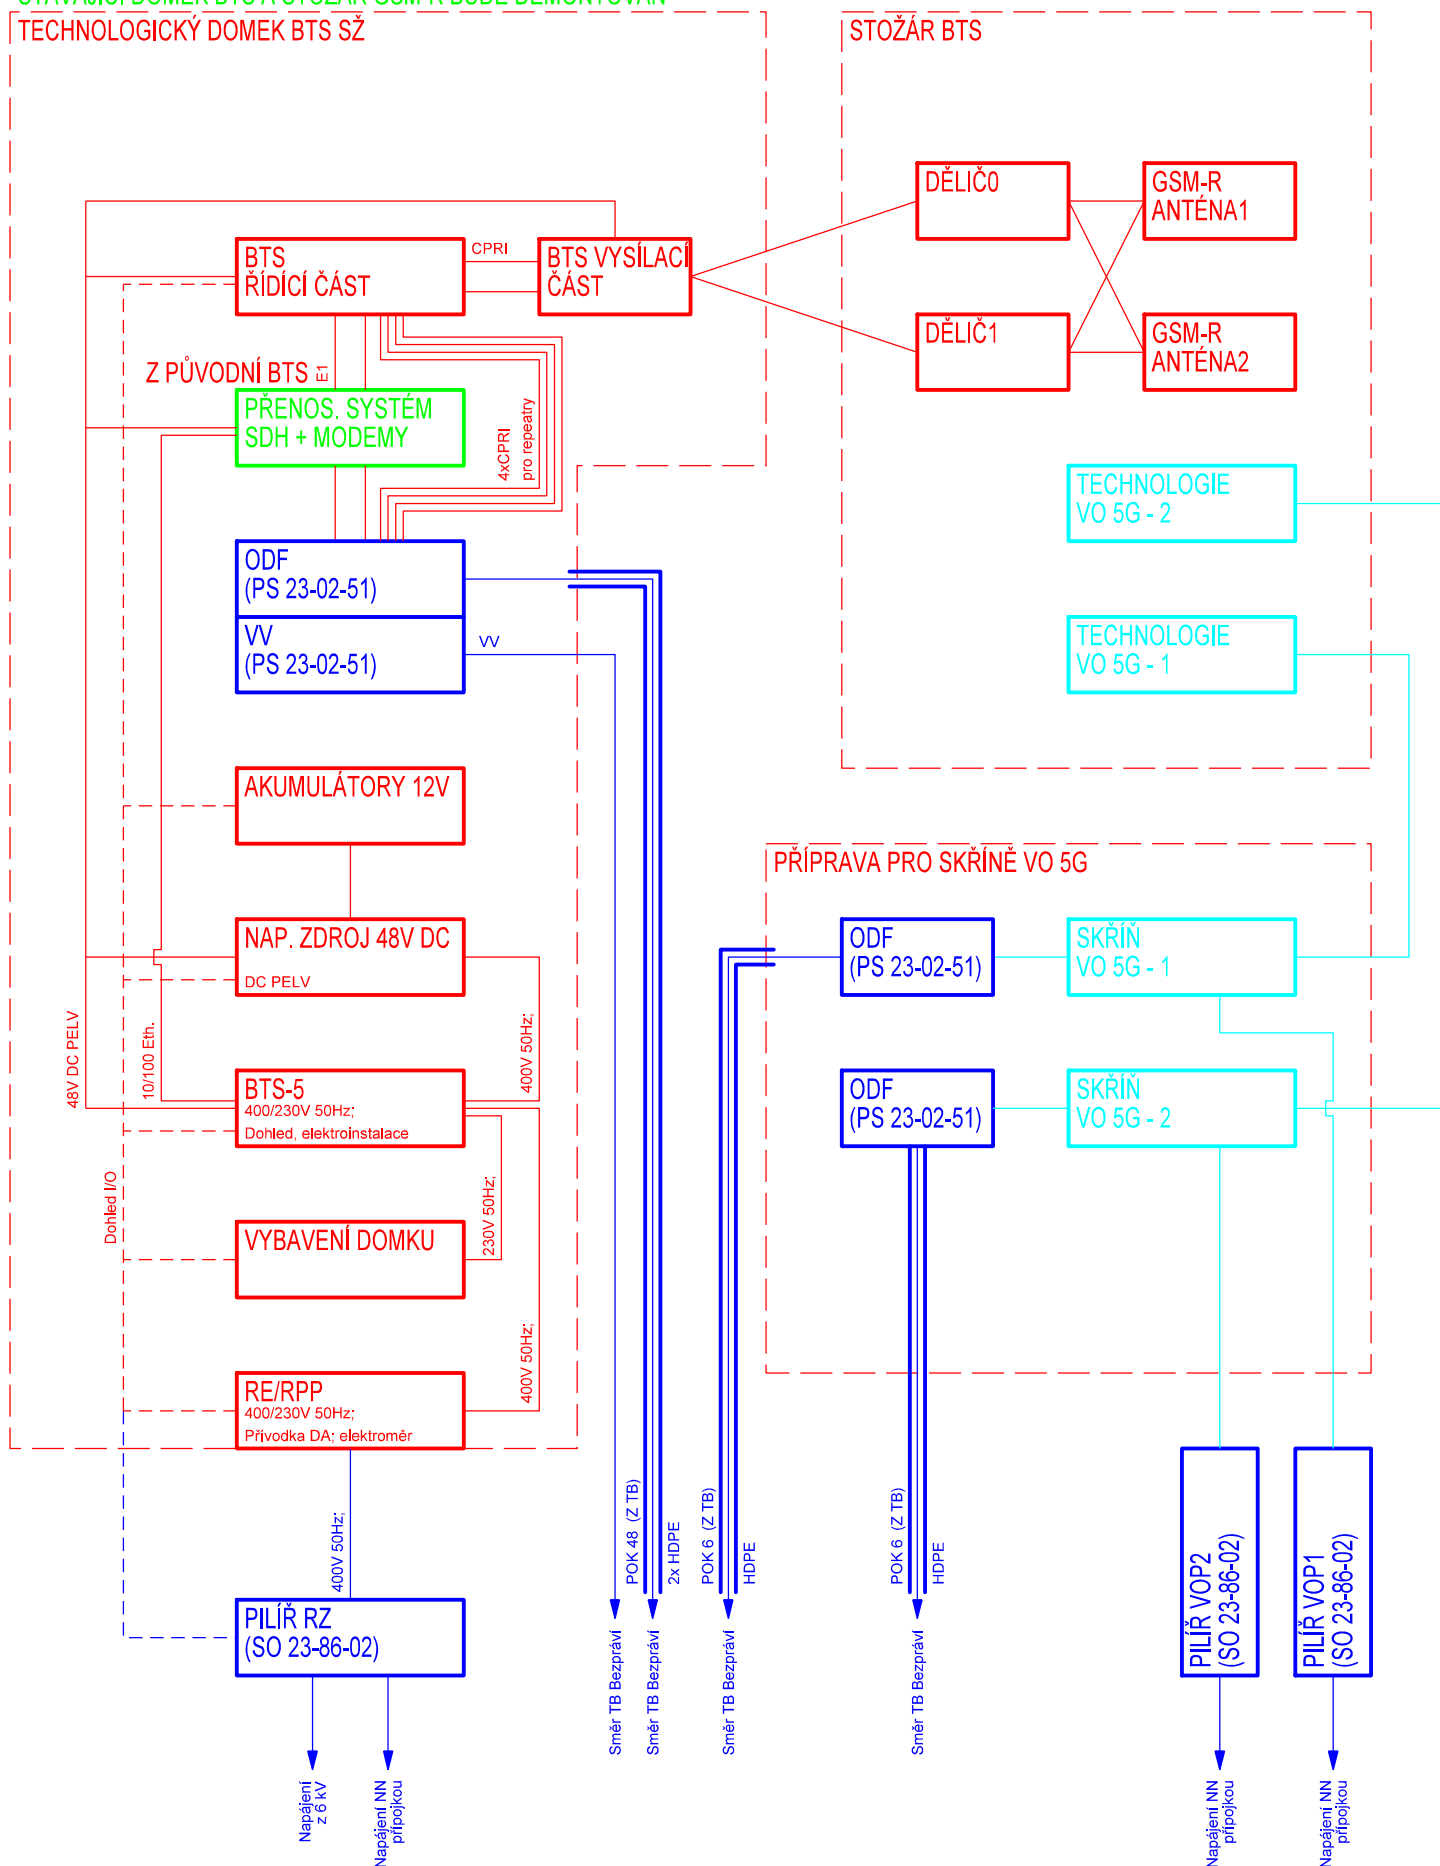 STÁVAJÍCÍ DOMEK BTS A STOŽÁR GSM-R BUDE DEMONTOVÁN
TECHNOLOGICKÝ DOMEK BTS SŽ
STOŽÁR BTS
DĚLIČ0
GSM-R
ANTÉNA1
BTS
ŘÍDÍCÍ ČÁST
CPRI
BTS VYSÍLACÍ
ČÁST
DĚLIČ1
GSM-R
ANTÉNA2
Z PŮVODNÍ BTS
E1
PŘENOS. SYSTÉM
SDH + MODEMY
4xCPRI
pro repeatry
TECHNOLOGIE
VO 5G - 2
ODF
(PS 23-02-51)
VV
(PS 23-02-51)
VV
TECHNOLOGIE
VO 5G - 1
AKUMULÁTORY 12V
PŘÍPRAVA PRO SKŘÍNĚ VO 5G
NAP. ZDROJ 48V DC
DC PELV
ODF
(PS 23-02-51)
SKŘÍŇ
VO 5G - 1
48V DC PELV
10/100 Eth.
400V 50Hz;
BTS-5
400/230V 50Hz;
Dohled, elektroinstalace
ODF
(PS 23-02-51)
SKŘÍŇ
VO 5G - 2
Dohled I/O
230V 50Hz;
VYBAVENÍ DOMKU
400V 50Hz;
RE/RPP
400/230V 50Hz;
Přívodka DA; elektroměr
400V 50Hz;
POK 48 (Z TB)
2x HDPE
POK 6 (Z TB)
HDPE
POK 6 (Z TB)
HDPE
PILÍŘ VOP2
(SO 23-86-02)
PILÍŘ VOP1
(SO 23-86-02)
PILÍŘ RZ
(SO 23-86-02)
Směr TB Bezpráví
Směr TB Bezpráví
Směr TB Bezpráví
Směr TB Bezpráví
Napájení
z 6 kV
Napájení NN
přípojkou
Napájení NN
přípojkou
Napájení NN
přípojkou